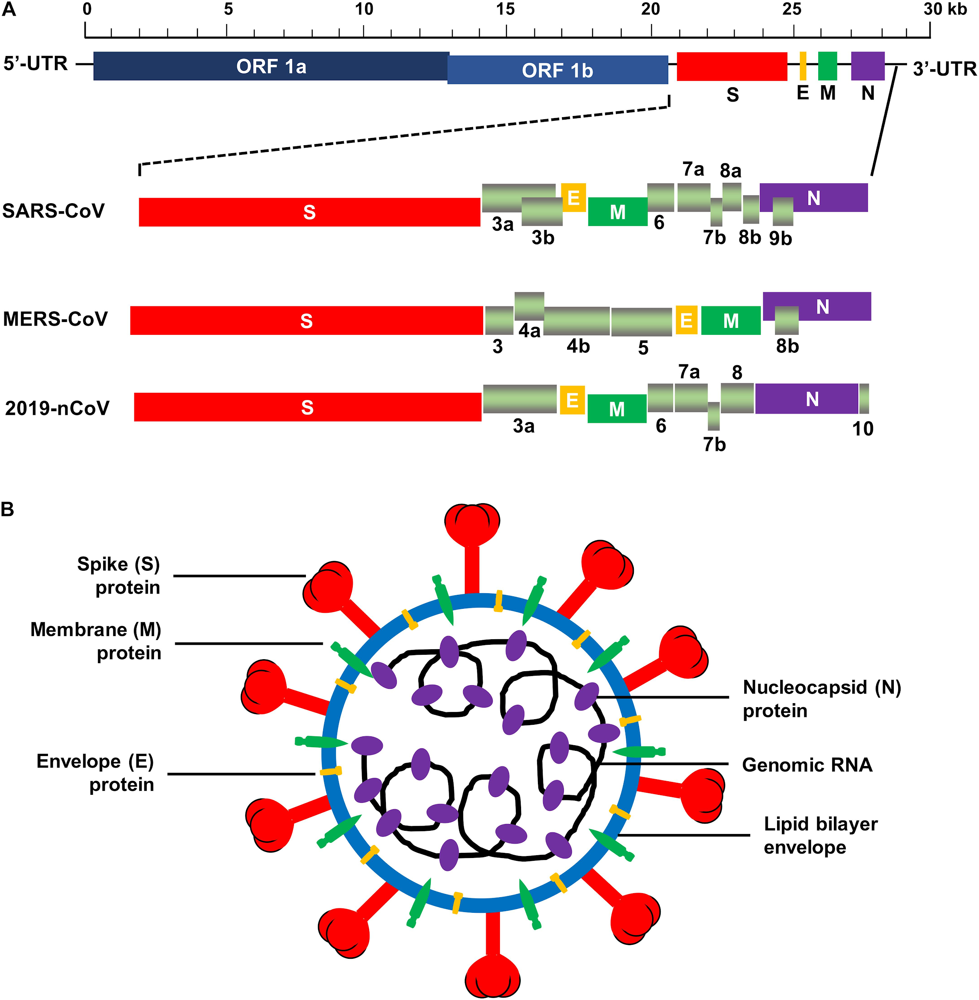 A
0 5 10 15 20 25 30 kb
5’-UTR ORF 1a ORF 1b 3’-UTR
S E M N
7a 8a
SARS-CoV S E M N
3a 3b 6 7b 8b 9b
MERS-CoV S E M N
3 4a 4b 5 8b
7a 8
2019-nCoV S E M N
3a 6 7b 10
B
Spike (S)
protein
Membrane (M)
protein
Envelope (E)
protein
Nucleocapsid (N)
protein
Genomic RNA
Lipid bilayer
envelope